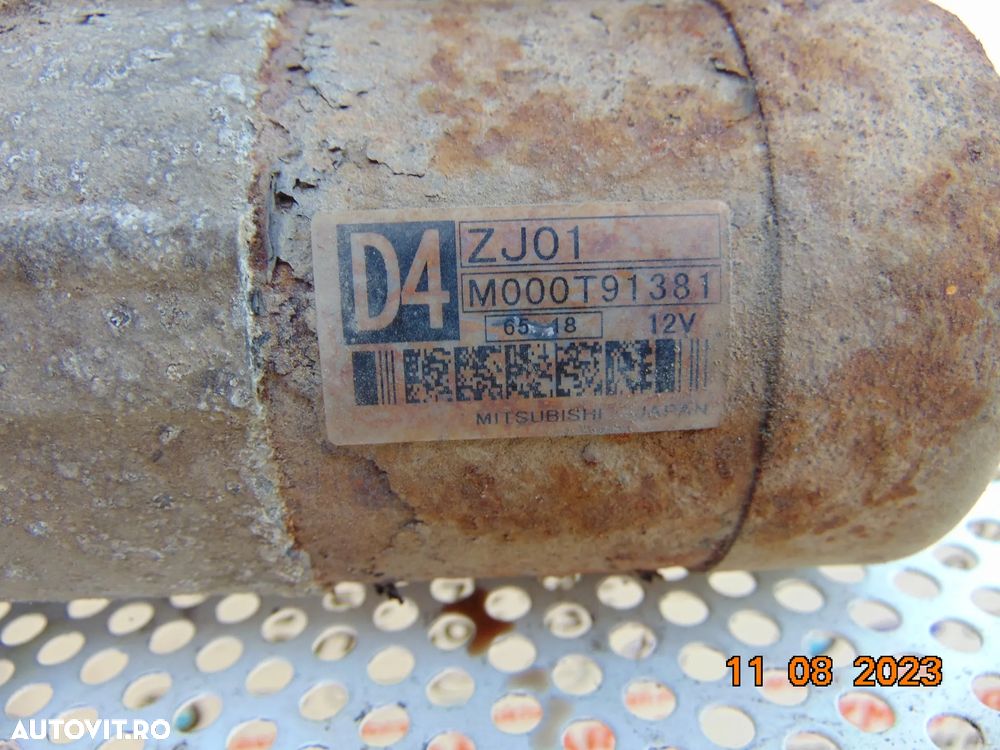 D4
ZJ01
M000T91381
12V
MITSUBISHI JAPAN
11 08 2023
AUTOVIT.RO